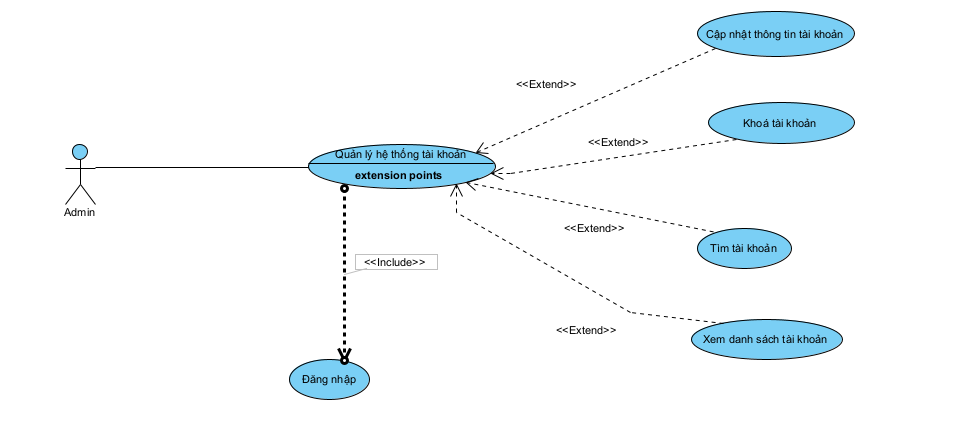 Cập nhật thông tin tài khoản
<<Extend>>
Khoá tài khoản
<<Extend>>
Quản lý hệ thống tài khoản
extension points
Admin
<<Extend>>
Tìm tài khoản
<<Include>>
<<Extend>>
Xem danh sách tài khoản
Đăng nhập